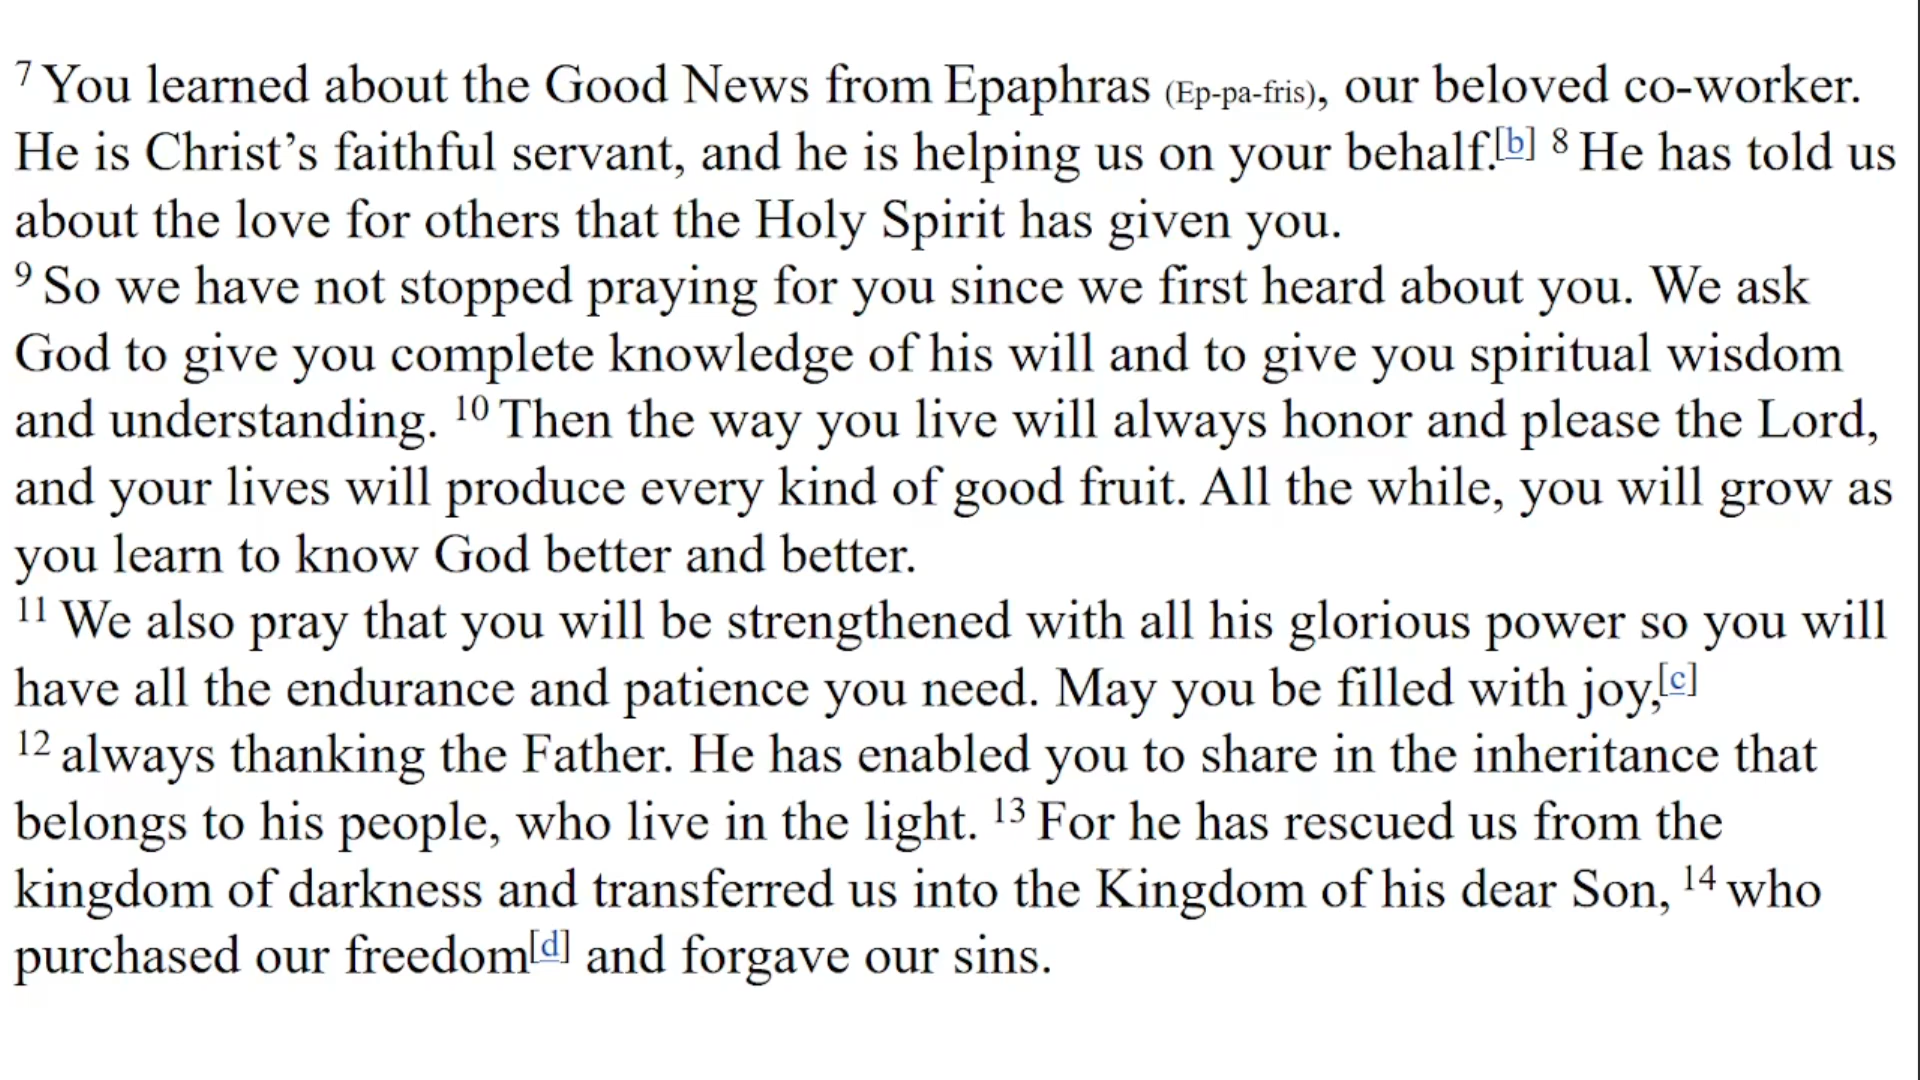 7 You learned about the Good News from Epaphras (Ep-pa-fris), our beloved co-worker.
He is Christ’s faithful servant, and he is helping us on your behalf.[b] 8 He has told us
about the love for others that the Holy Spirit has given you.
9 So we have not stopped praying for you since we first heard about you. We ask
God to give you complete knowledge of his will and to give you spiritual wisdom
and understanding. 10 Then the way you live will always honor and please the Lord,
and your lives will produce every kind of good fruit. All the while, you will grow as
you learn to know God better and better.
11 We also pray that you will be strengthened with all his glorious power so you will
have all the endurance and patience you need. May you be filled with joy,[c]
12 always thanking the Father. He has enabled you to share in the inheritance that
belongs to his people, who live in the light. 13 For he has rescued us from the
kingdom of darkness and transferred us into the Kingdom of his dear Son, 14 who
purchased our freedom[d] and forgave our sins.